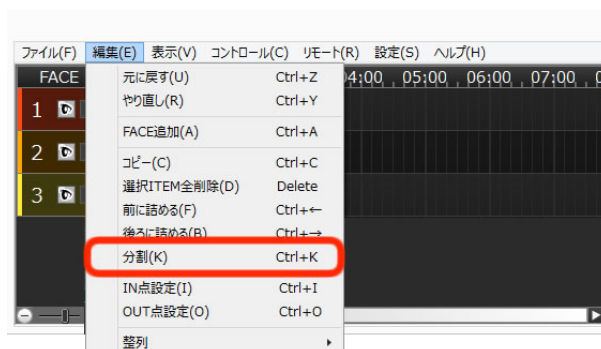 ファイル(F) 編集(E) 表示(V) コントロール(C) リモート(R) 設定(S) ヘルプ(H)
FACE 04:00 05:00 06:00 07:00
元に戻す(U) Ctrl+Z
1 やり直し(R) Ctrl+Y
FACE追加(A) Ctrl+A
2 コピー(C) Ctrl+C
選択ITEM全削除(D) Delete
3 前に詰める(F) Ctrl+←
後ろに詰める(B) Ctrl+→
分割(K) Ctrl+K
IN点設定(I) Ctrl+I
OUT点設定(O) Ctrl+O
整列